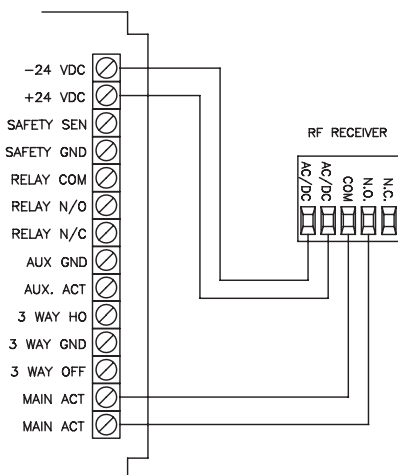 -24 VDC
+24 VDC
SAFETY SEN
SAFETY GND
RELAY COM
RELAY N/O
RELAY N/C
AUX GND
AUX. ACT
3 WAY HO
3 WAY GND
3 WAY OFF
MAIN ACT
MAIN ACT
RF RECEIVER
AC/DC
AC/DC
COM
N.O.
N.C.